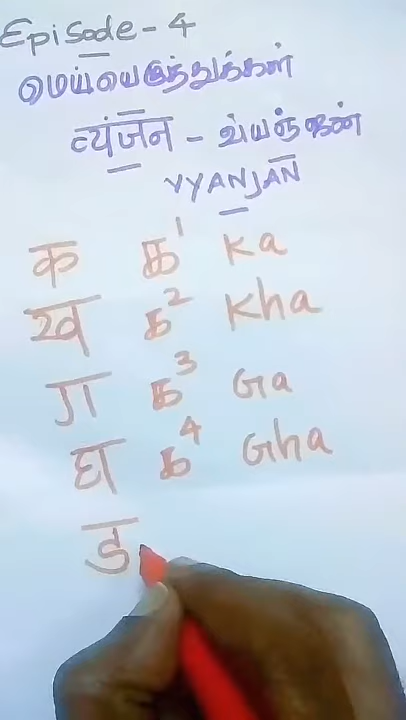 Episode - 4
மெய்யெழுத்துக்கள்
व्यंजन - வ்யஞ்ஜன்
VYANJAN
क க¹ Ka
ख க² Kha
ग க³ Ga
घ க⁴ Gha
ड